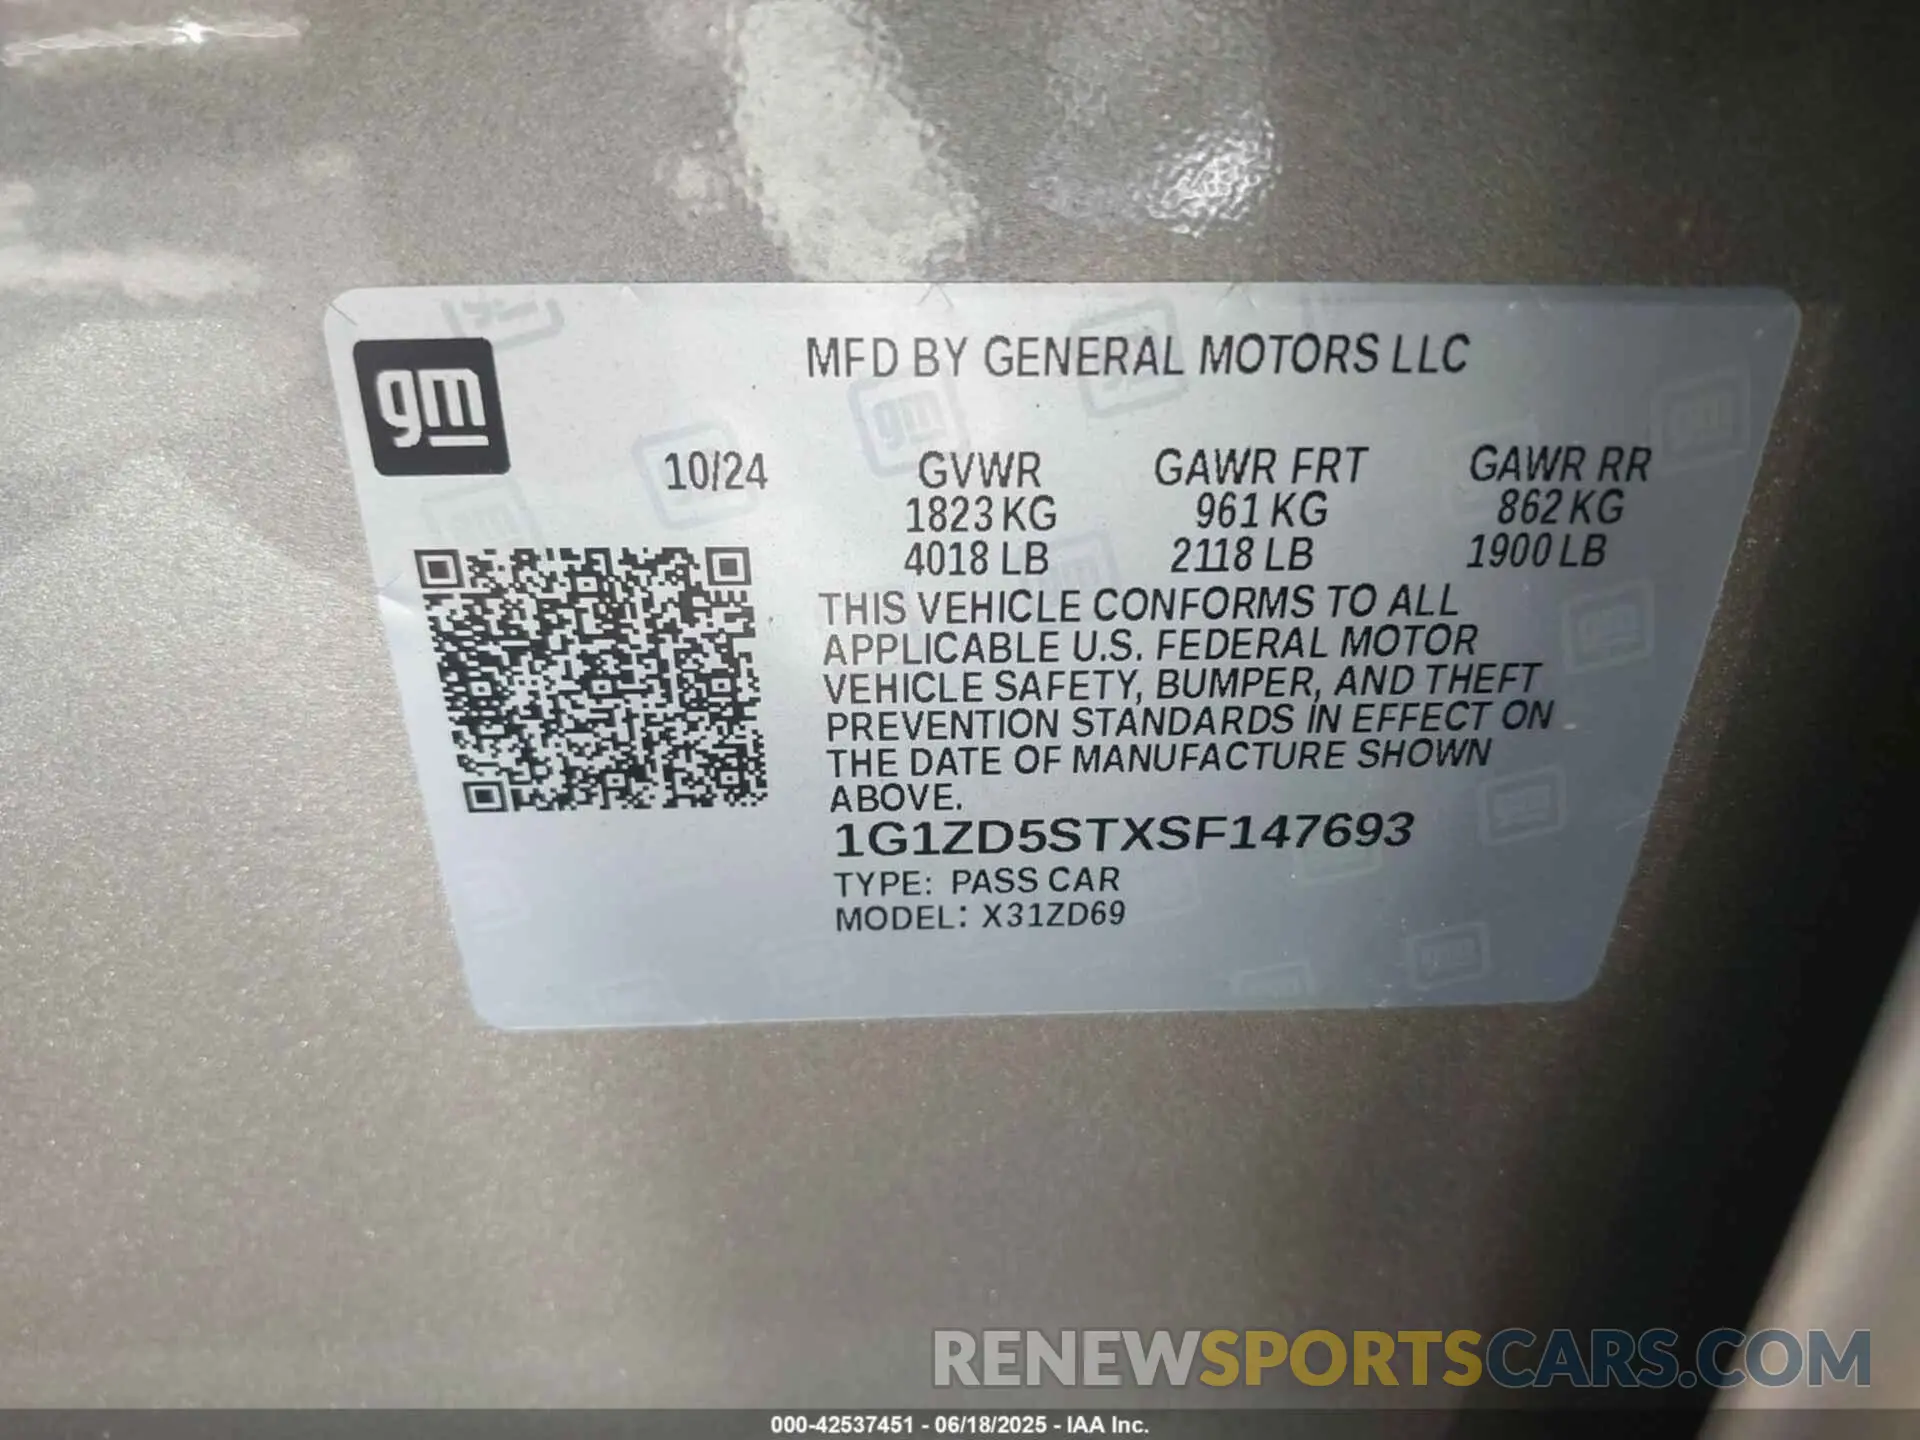 MFD BY GENERAL MOTORS LLC
gm
10/24 GVWR GAWR FRT GAWR RR
1823 KG 961 KG 862 KG
4018 LB 2118 LB 1900 LB
THIS VEHICLE CONFORMS TO ALL
APPLICABLE U.S. FEDERAL MOTOR
VEHICLE SAFETY, BUMPER, AND THEFT
PREVENTION STANDARDS IN EFFECT ON
THE DATE OF MANUFACTURE SHOWN
ABOVE.
1G1ZD5STXSF147693
TYPE: PASS CAR
MODEL: X31ZD69
RENEWSPORTSCARS.COM
000-42537451 - 06/18/2025 - IAA Inc.